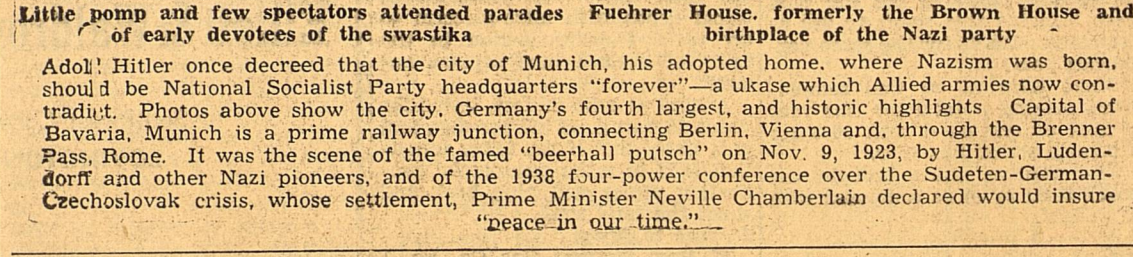 Little pomp and few spectators attended parades
of early devotees of the swastika
Fuehrer House, formerly the Brown House and
birthplace of the Nazi party
Adolf Hitler once decreed that the city of Munich, his adopted home, where Nazism was born,
should be National Socialist Party headquarters "forever"—a ukase which Allied armies now con-
tradict. Photos above show the city, Germany's fourth largest, and historic highlights Capital of
Bavaria, Munich is a prime railway junction, connecting Berlin, Vienna and, through the Brenner
Pass, Rome. It was the scene of the famed "beerhall putsch" on Nov. 9, 1923, by Hitler, Luden-
dorff and other Nazi pioneers, and of the 1938 four-power conference over the Sudeten-German-
Czechoslovak crisis, whose settlement, Prime Minister Neville Chamberlain declared would insure
"peace in our time."